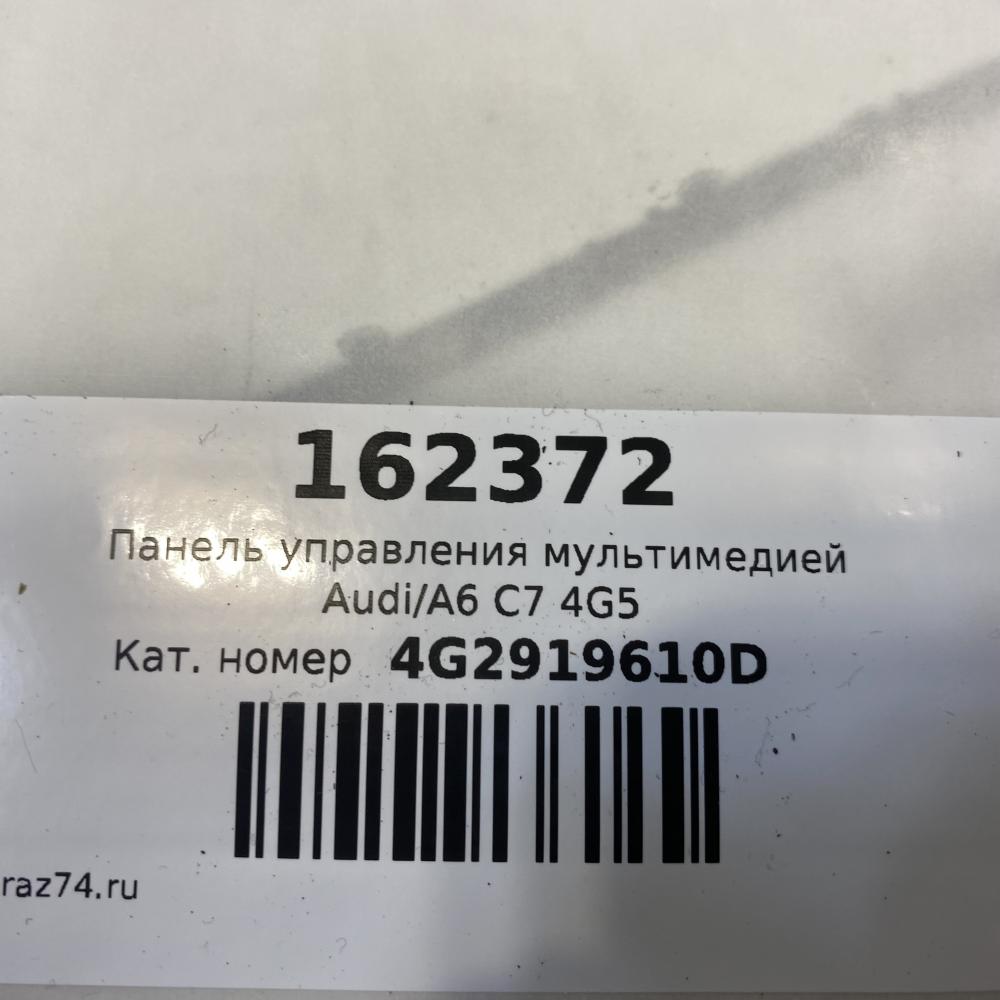 162372
Панель управления мультимедией
Audi/A6 C7 4G5
Кат. номер 4G2919610D
raz74.ru